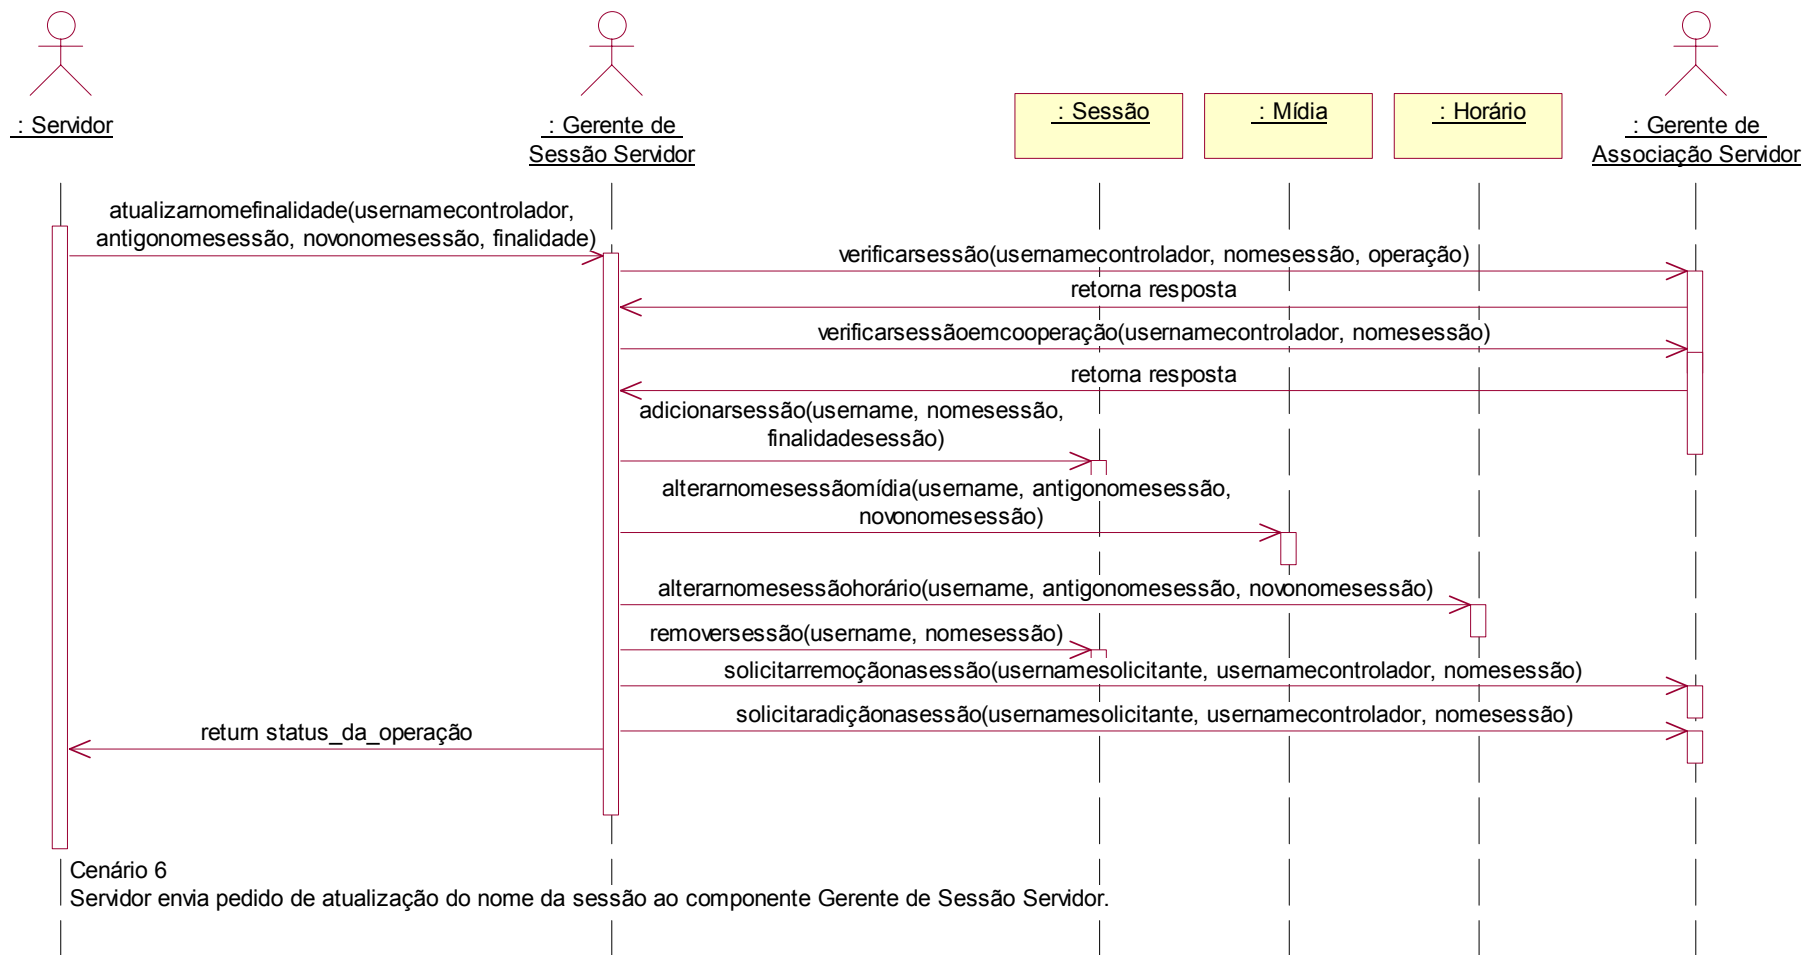 : Servidor
: Gerente de
Sessão Servidor
: Sessão
: Mídia
: Horário
: Gerente de
Associação Servidor
atualizarnomefinalidade(usernamecontrolador,
antigonomesessão, novonomesessão, finalidade)
verificarsessão(usernamecontrolador, nomesessão, operação)
retorna resposta
verificarsessãoemcooperação(usernamecontrolador, nomesessão)
retorna resposta
adicionarsessão(username, nomesessão,
finalidadesessão)
alterarnomesessãomídia(username, antigonomesessão,
novonomesessão)
alterarnomesessãohorário(username, antigonomesessão, novonomesessão)
removersessão(username, nomesessão)
solicitarremoçãonasessão(usernamesolicitante, usernamecontrolador, nomesessão)
solicitaradiçãonasessão(usernamesolicitante, usernamecontrolador, nomesessão)
return status_da_operação
Cenário 6
Servidor envia pedido de atualização do nome da sessão ao componente Gerente de Sessão Servidor.